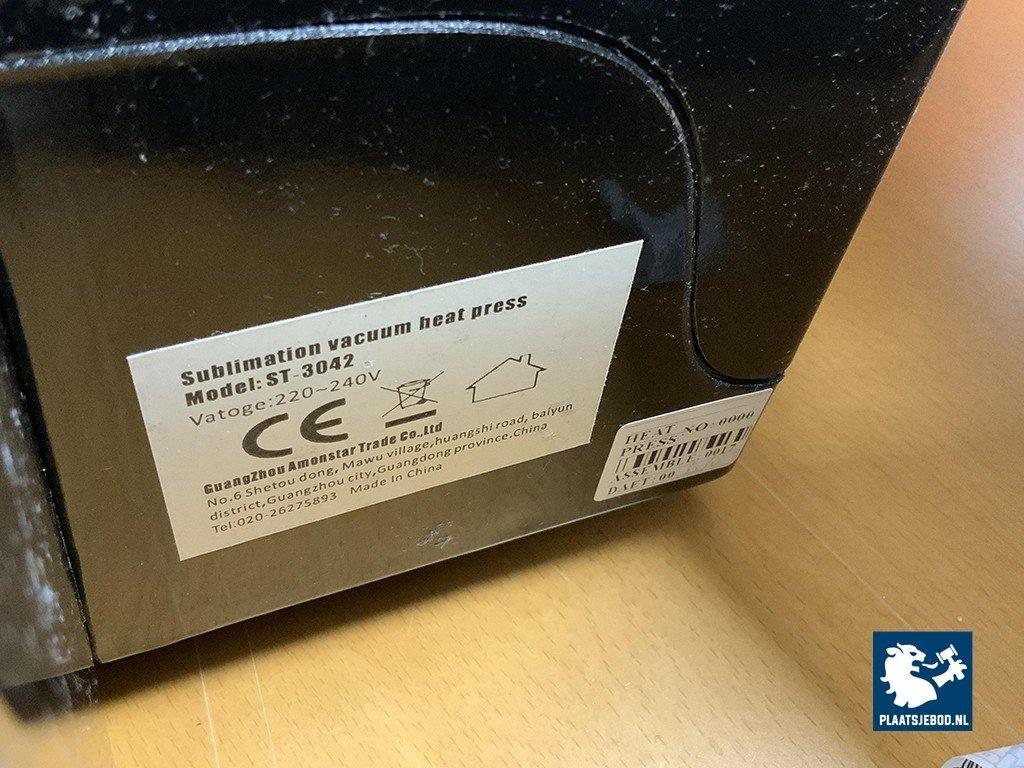 Sublimation vacuum heat press
Model: ST-3042
Vatoge:220~240V
CE
GuangZhou Amonstar Trade Co.,Ltd
No.6 Shetou dong, Mawu village,huangshi road, baiyun
district,Guangzhou city,Guangdong province.China
Tel:020-26275893 Made In China
HEAT NO:0000
PRESS
ASSEMBLE:0017
DAET:00
PLAATSJEBOD.NL